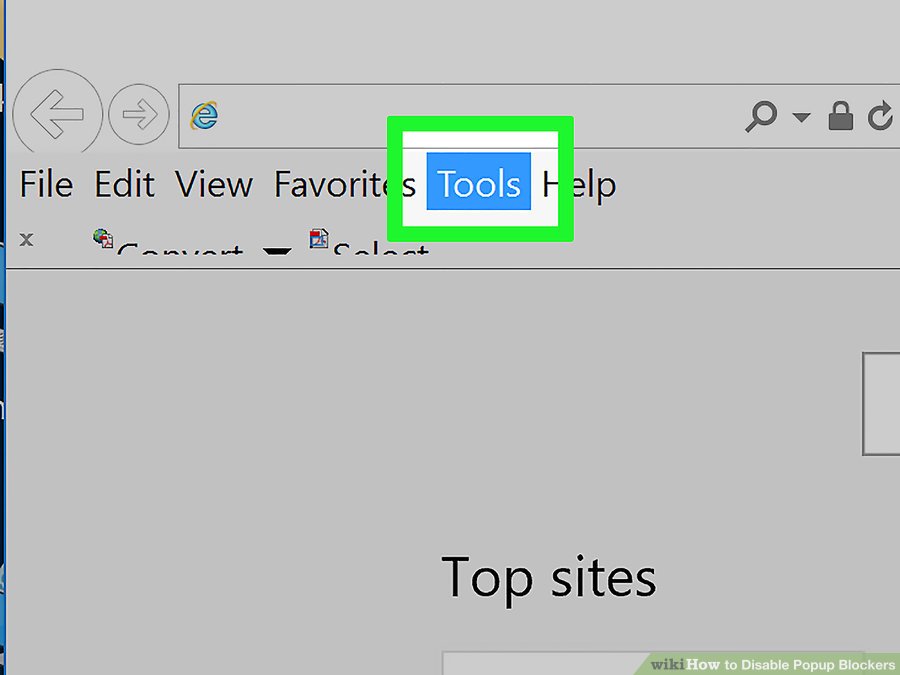 File Edit View Favorites Tools Help
x Convert Select
Top sites
wikiHow to Disable Popup Blockers